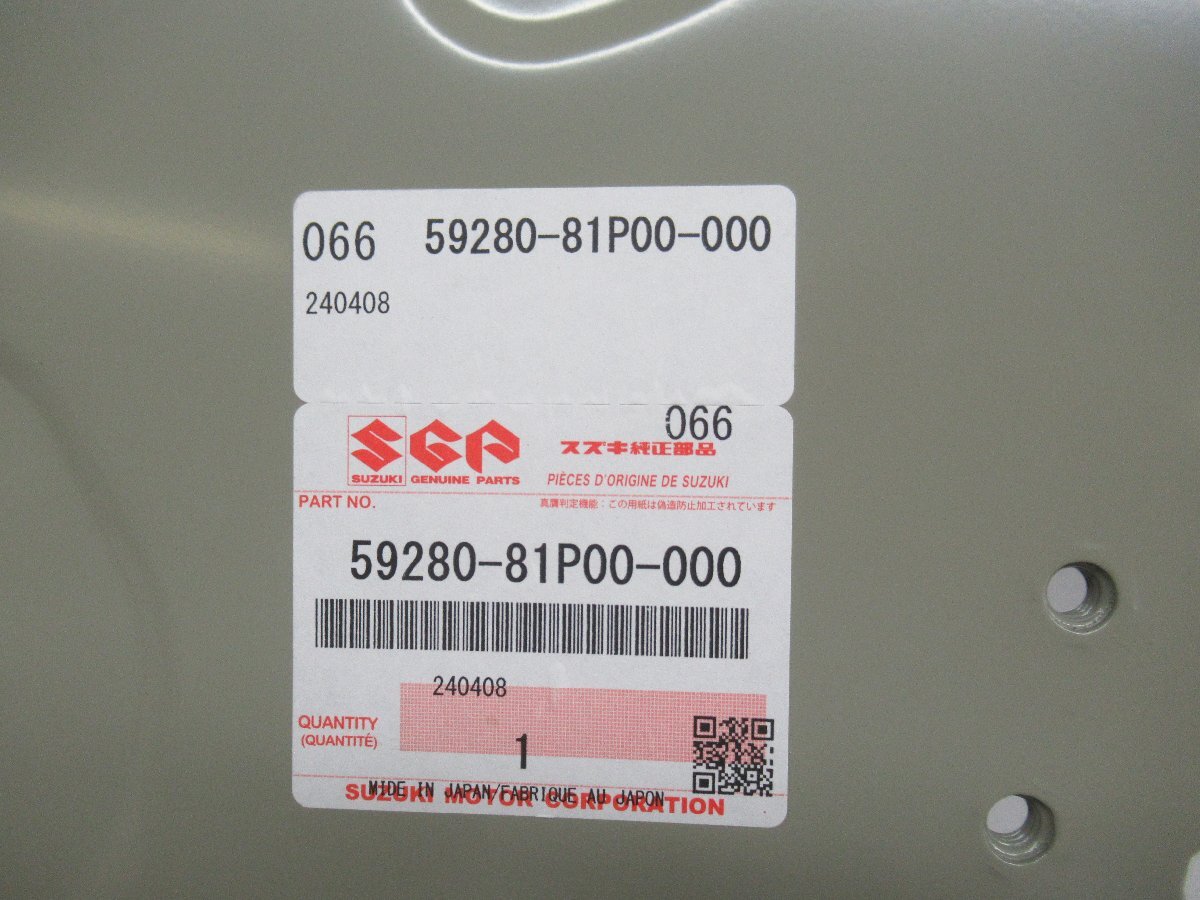 066 59280-81P00-000
240408
066
SGP
スズキ純正部品
SUZUKI GENUINE PARTS
PIÈCES D'ORIGINE DE SUZUKI
PART NO.
真贋判定機能：この用紙は偽造防止加工されています
59280-81P00-000
240408
QUANTITY
(QUANTITÉ)
1
MIDE IN JAPAN/FABRIQUE AU JAPON
SUZUKI MOTOR CORPORATION